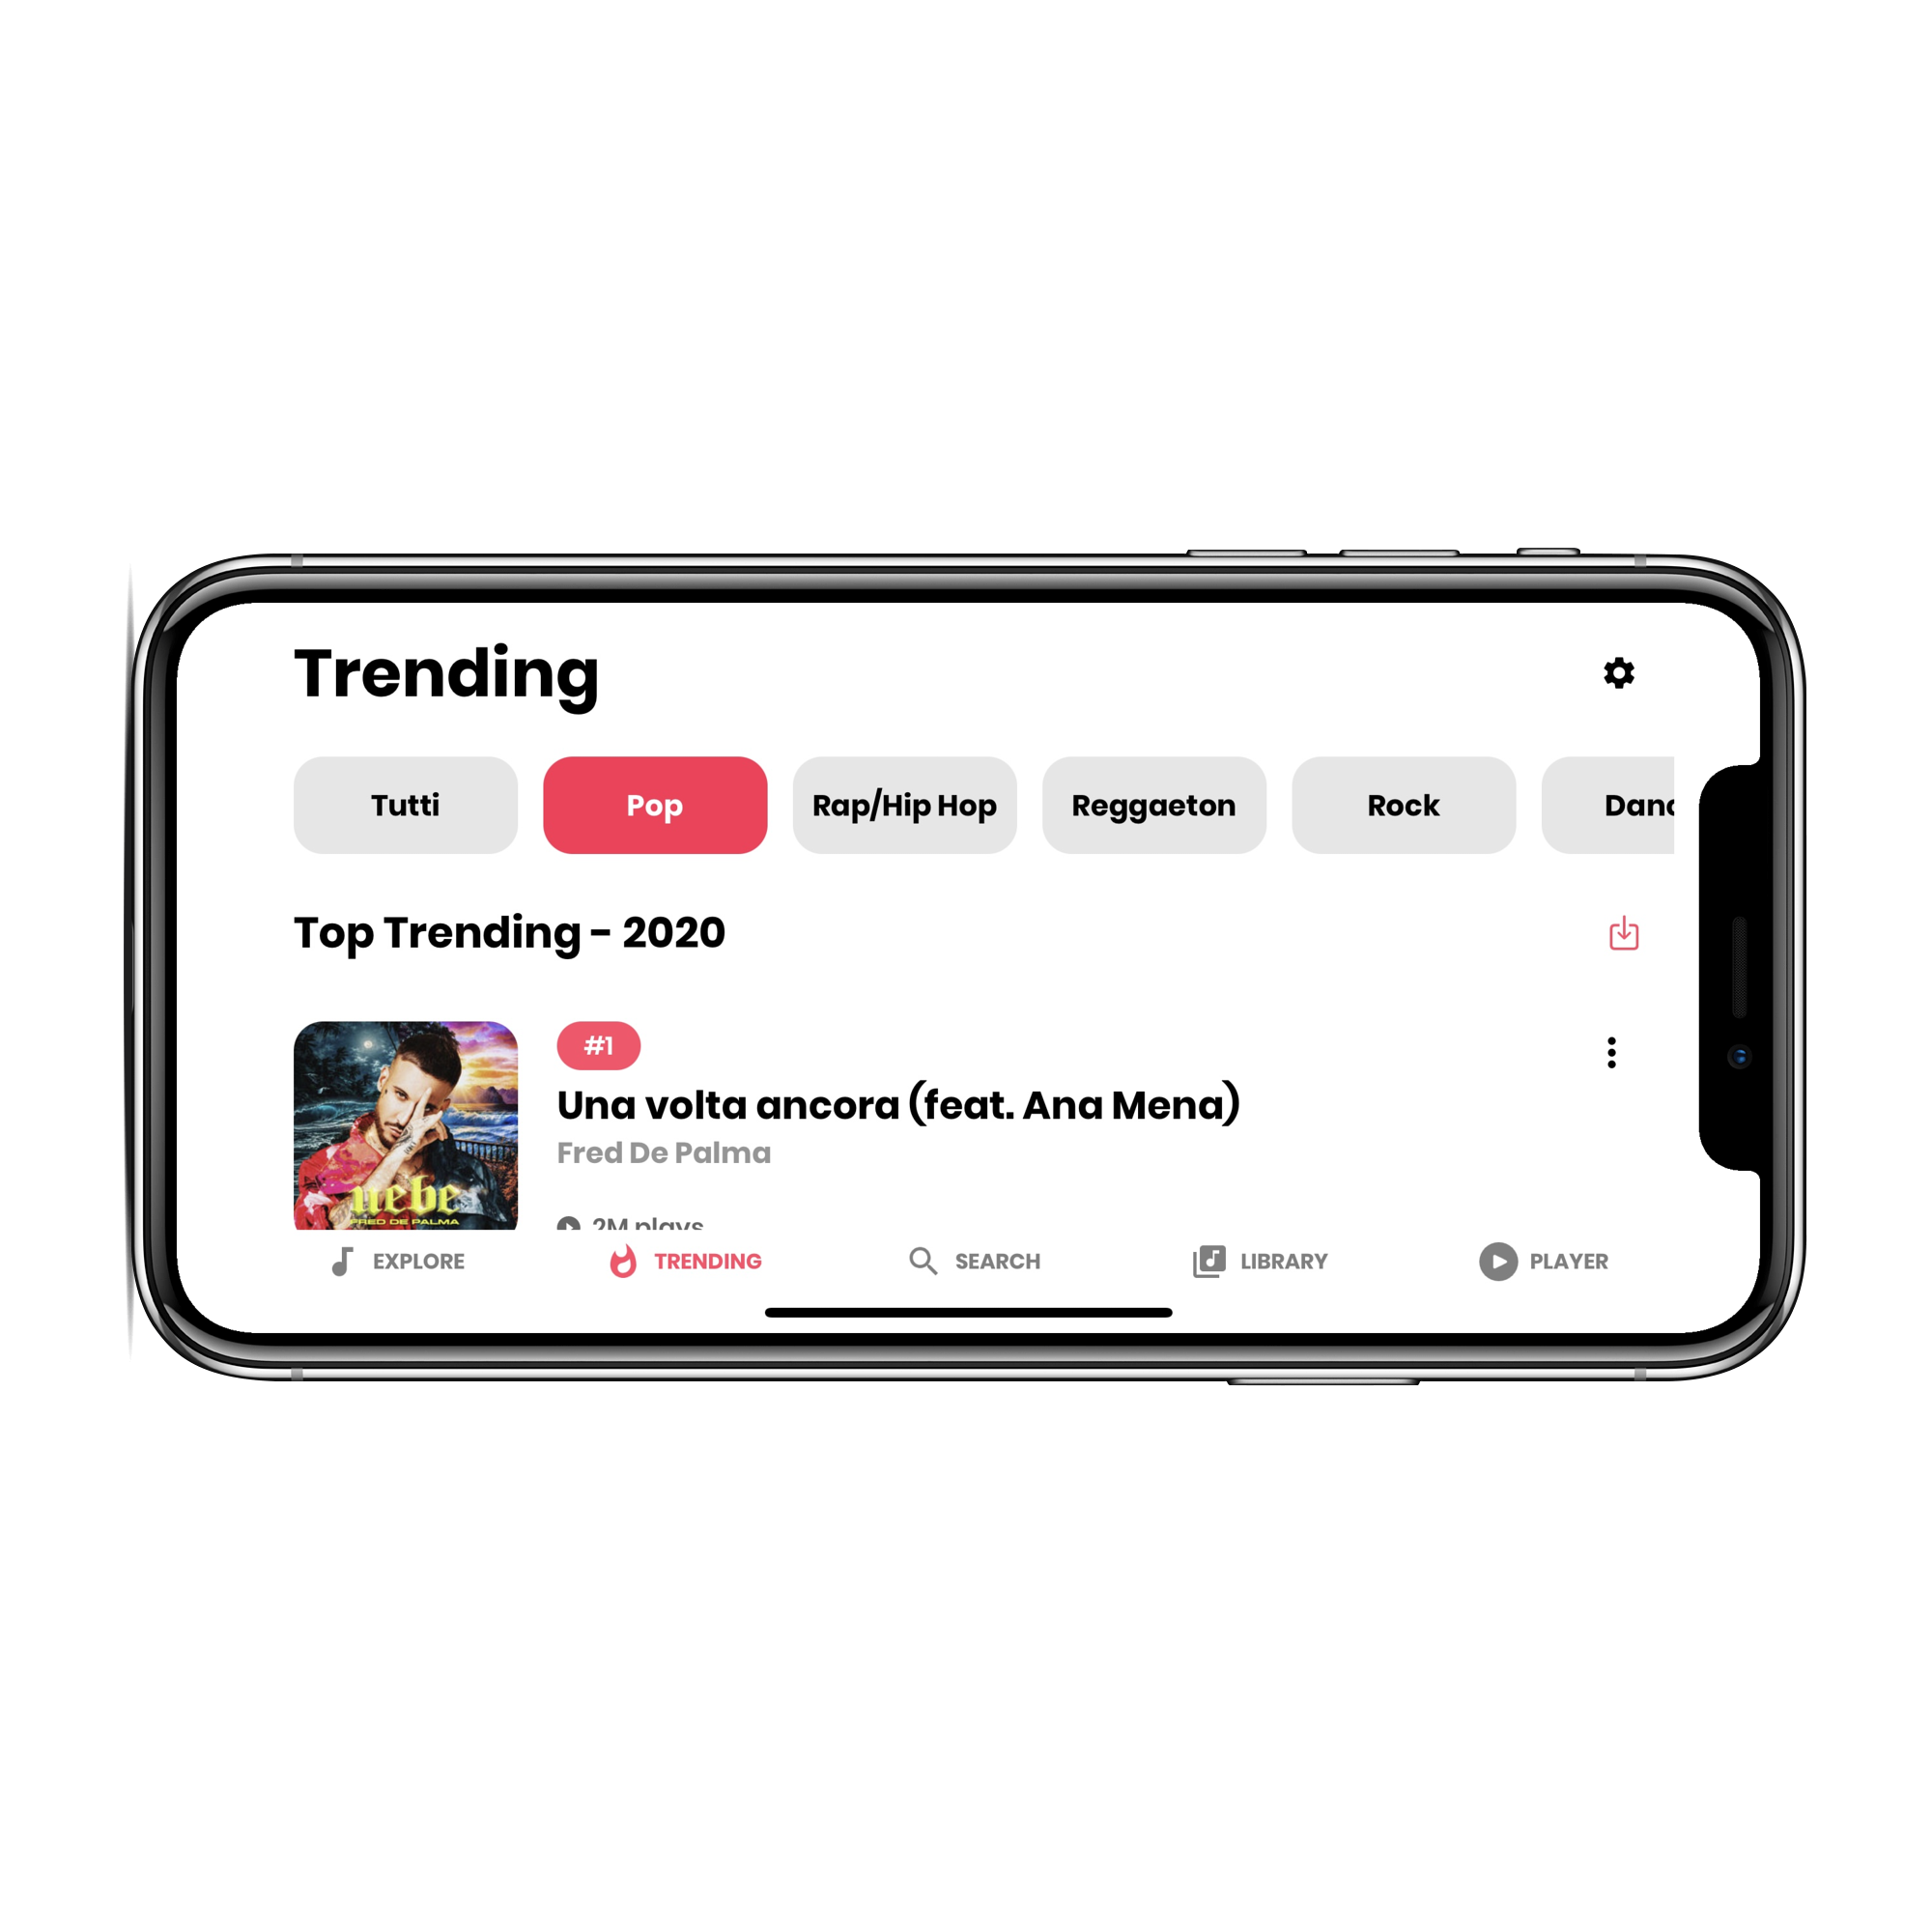 Trending
Tutti
Pop
Rap/Hip Hop
Reggaeton
Rock
Danc
Top Trending - 2020
#1
Una volta ancora (feat. Ana Mena)
Fred De Palma
uebe
FRED DE PALMA
2M plays
EXPLORE
TRENDING
SEARCH
LIBRARY
PLAYER